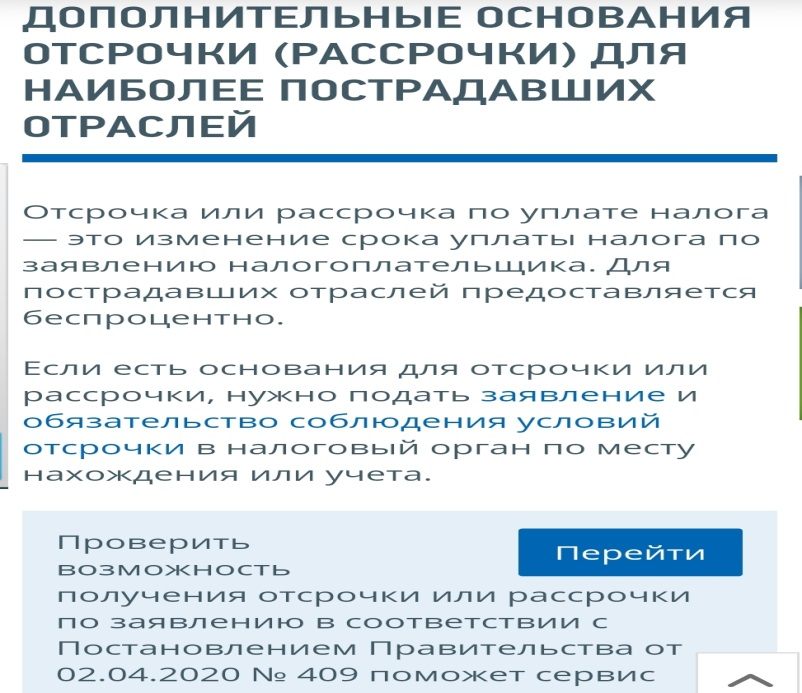 ДОПОЛНИТЕЛЬНЫЕ ОСНОВАНИЯ
ОТСРОЧКИ (РАССРОЧКИ) ДЛЯ
НАИБОЛЕЕ ПОСТРАДАВШИХ
ОТРАСЛЕЙ
Отсрочка или рассрочка по уплате налога
— это изменение срока уплаты налога по
заявлению налогоплательщика. Для
пострадавших отраслей предоставляется
беспроцентно.
Если есть основания для отсрочки или
рассрочки, нужно подать заявление и
обязательство соблюдения условий
отсрочки в налоговый орган по месту
нахождения или учета.
Проверить
возможность
Перейти
получения отсрочки или рассрочки
по заявлению в соответствии с
Постановлением Правительства от
02.04.2020 № 409 поможет сервис